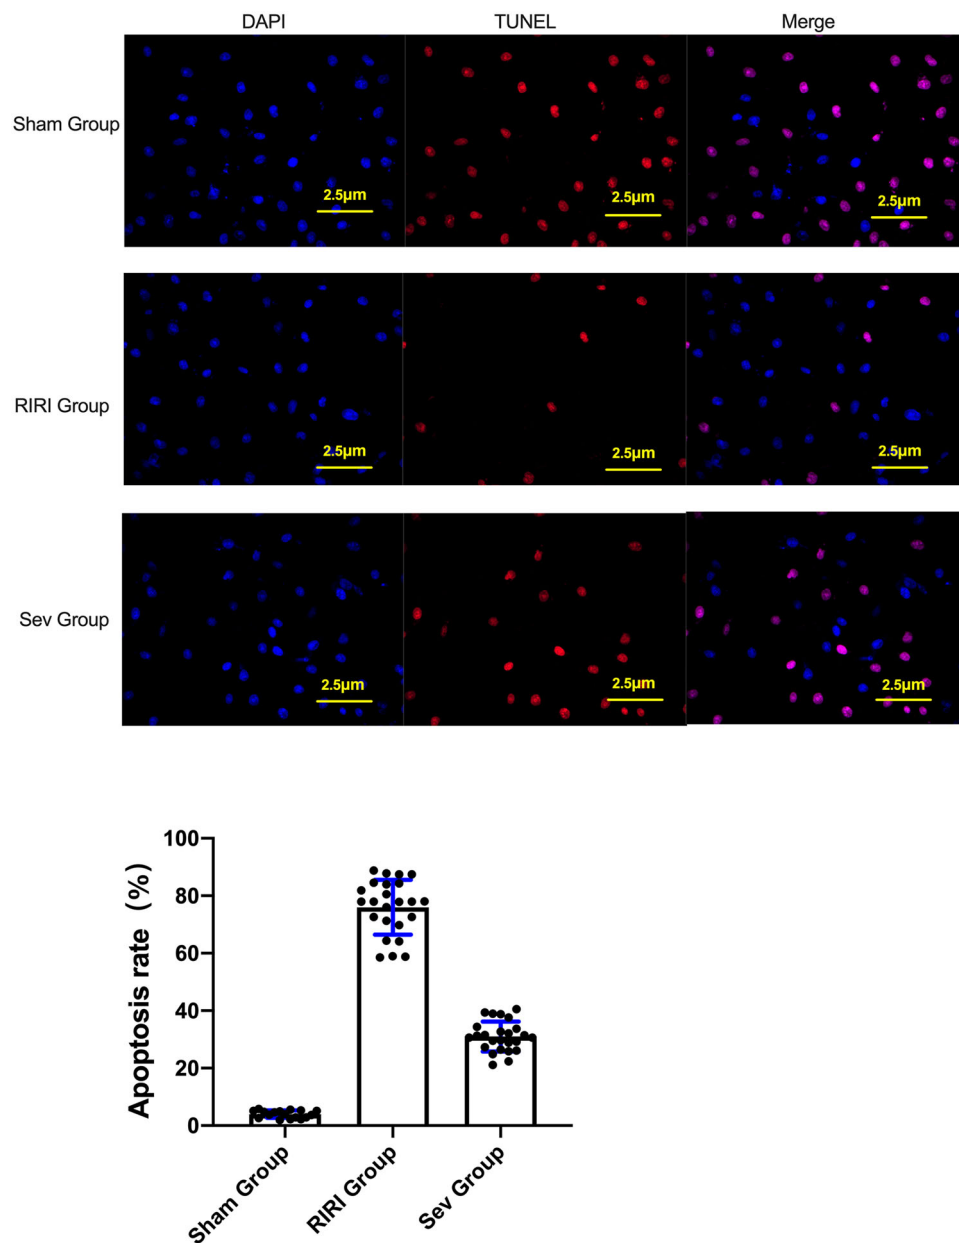 DAPI TUNEL Merge
Sham Group
2.5μm 2.5μm 2.5μm
RIRI Group
2.5μm 2.5μm 2.5μm
Sev Group
2.5μm 2.5μm 2.5μm
Apoptosis rate (%)
100
80
60
40
20
0
Sham Group
RIRI Group
Sev Group